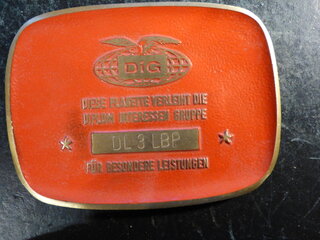 DIG
DIESE PLAKETTE VERLEIHT DIE
DIPLOM INTERESSEN GRUPPE
DL 3 LBP
FÜR BESONDERE LEISTUNGEN